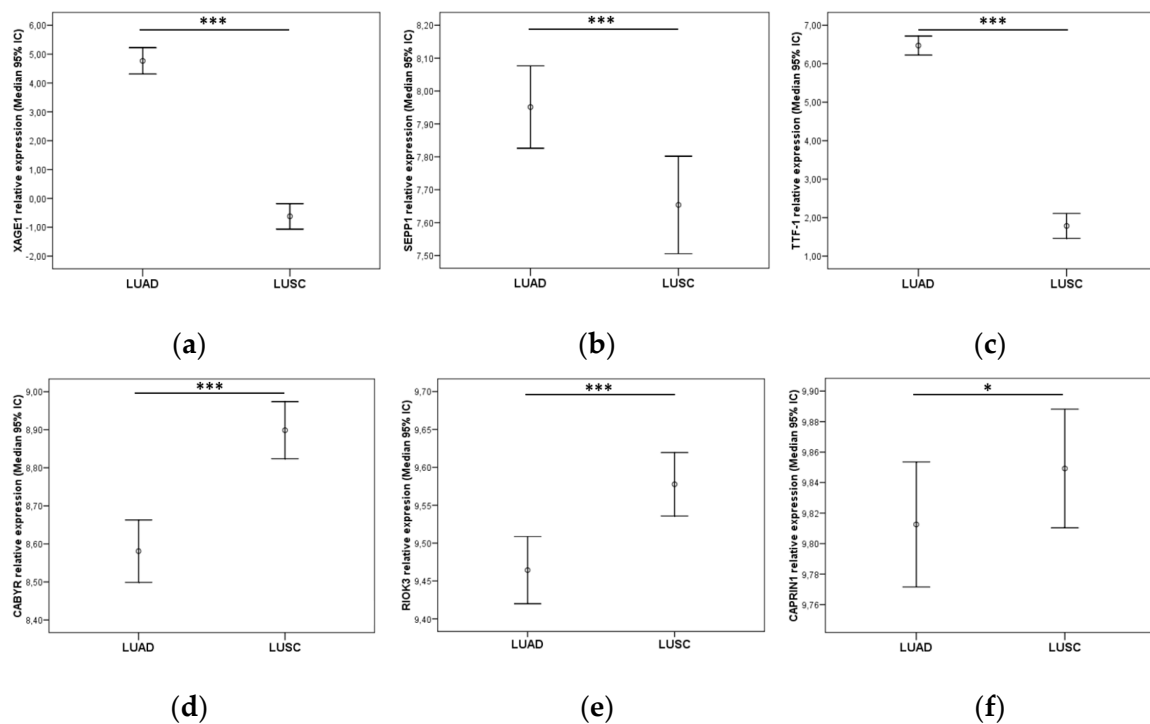 ***
XAGE1 relative expression (Median 95% IC)
6,00
5,00
4,00
3,00
2,00
1,00
0,00
-1,00
-2,00
LUAD LUSC
(a)
***
SEPP1 relative expression (Median 95% IC)
8,20
8,10
8,00
7,90
7,80
7,70
7,60
7,50
LUAD LUSC
(b)
***
TTF-1 relative expression (Median 95% IC)
7,00
6,00
5,00
4,00
3,00
2,00
1,00
LUAD LUSC
(c)
***
CABYR relative expression (Median 95% IC)
9,00
8,90
8,80
8,70
8,60
8,50
8,40
LUAD LUSC
(d)
***
RIOK3 relative expression (Median 95% IC)
9,70
9,65
9,60
9,55
9,50
9,45
9,40
LUAD LUSC
(e)
*
CAPRIN1 relative expression (Median 95% IC)
9,90
9,88
9,86
9,84
9,82
9,80
9,78
9,76
LUAD LUSC
(f)